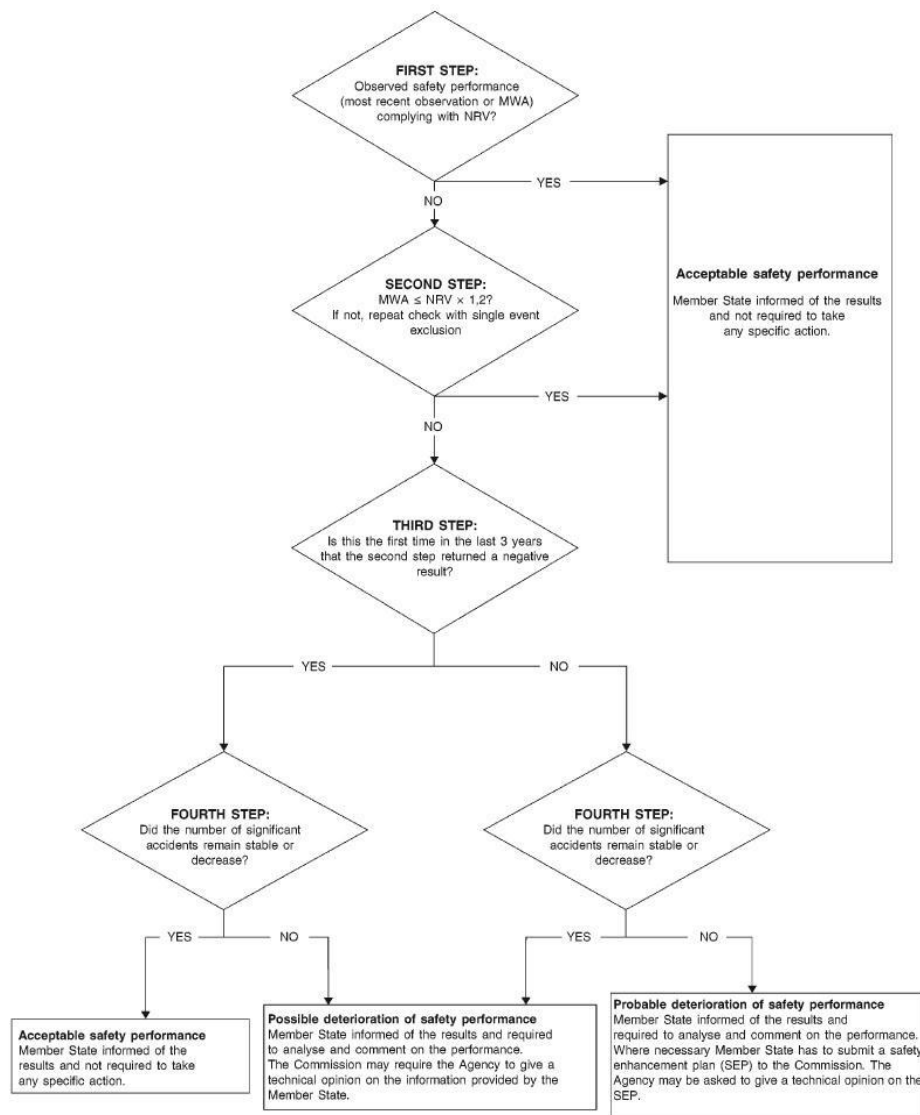 FIRST STEP:
Observed safety performance
(most recent observation or MWA)
complying with NRV?
YES
NO
Acceptable safety performance
Member State informed of the results
and not required to take
any specific action.
SECOND STEP:
MWA ≤ NRV × 1,2?
If not, repeat check with single event
exclusion
YES
NO
THIRD STEP:
Is this the first time in the last 3 years
that the second step returned a negative
result?
YES
NO
FOURTH STEP:
Did the number of significant
accidents remain stable or
decrease?
FOURTH STEP:
Did the number of significant
accidents remain stable or
decrease?
YES
NO
YES
NO
Acceptable safety performance
Member State informed of the
results and not required to take
any specific action.
Possible deterioration of safety performance
Member State informed of the results and required
to analyse and comment on the performance.
The Commission may require the Agency to give a
technical opinion on the information provided by the
Member State.
Probable deterioration of safety performance
Member State informed of the results and
required to analyse and comment on the performance.
Where necessary Member State has to submit a safety
enhancement plan (SEP) to the Commission. The
Agency may be asked to give a technical opinion on the
SEP.